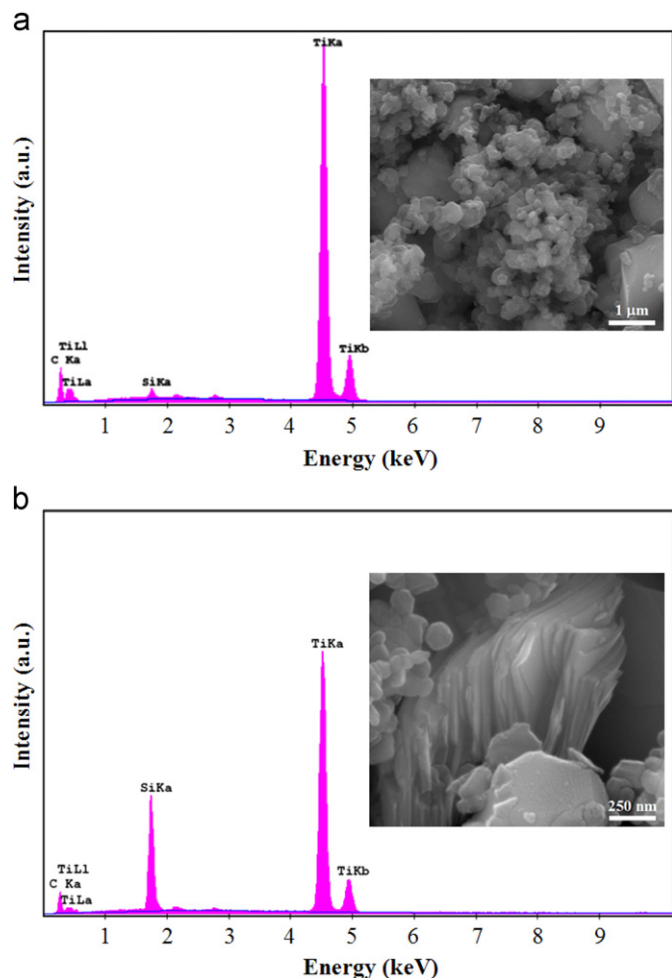 a
TiKa
Intensity (a.u.)
TiLl
C Ka
TiLa
SiKa
TiKb
1 μm
1 2 3 4 5 6 7 8 9
Energy (keV)
b
TiKa
Intensity (a.u.)
SiKa
TiLl
C Ka
TiLa
TiKb
250 nm
1 2 3 4 5 6 7 8 9
Energy (keV)